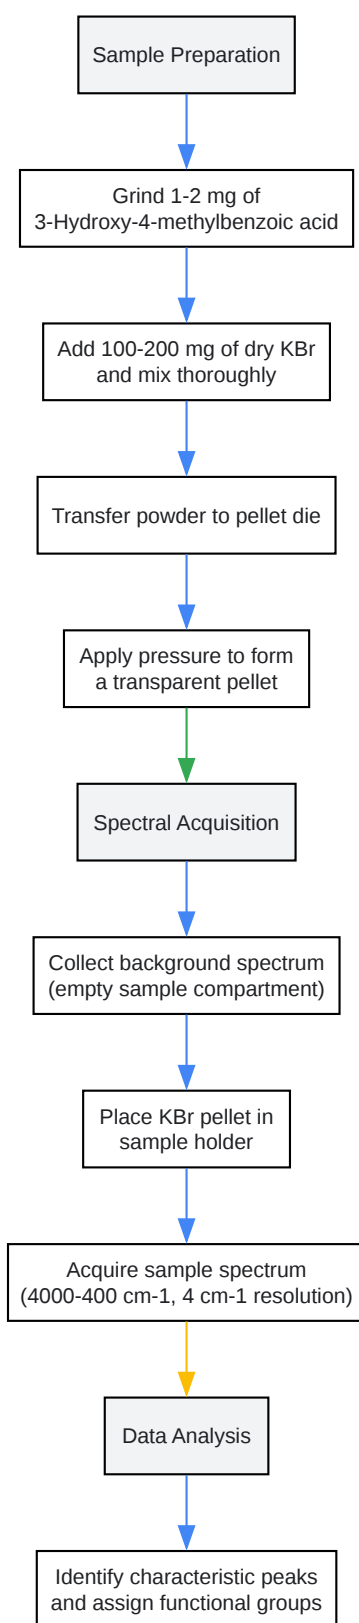 Sample Preparation
Grind 1-2 mg of
3-Hydroxy-4-methylbenzoic acid
Add 100-200 mg of dry KBr
and mix thoroughly
Transfer powder to pellet die
Apply pressure to form
a transparent pellet
Spectral Acquisition
Collect background spectrum
(empty sample compartment)
Place KBr pellet in
sample holder
Acquire sample spectrum
(4000-400 cm-1, 4 cm-1 resolution)
Data Analysis
Identify characteristic peaks
and assign functional groups